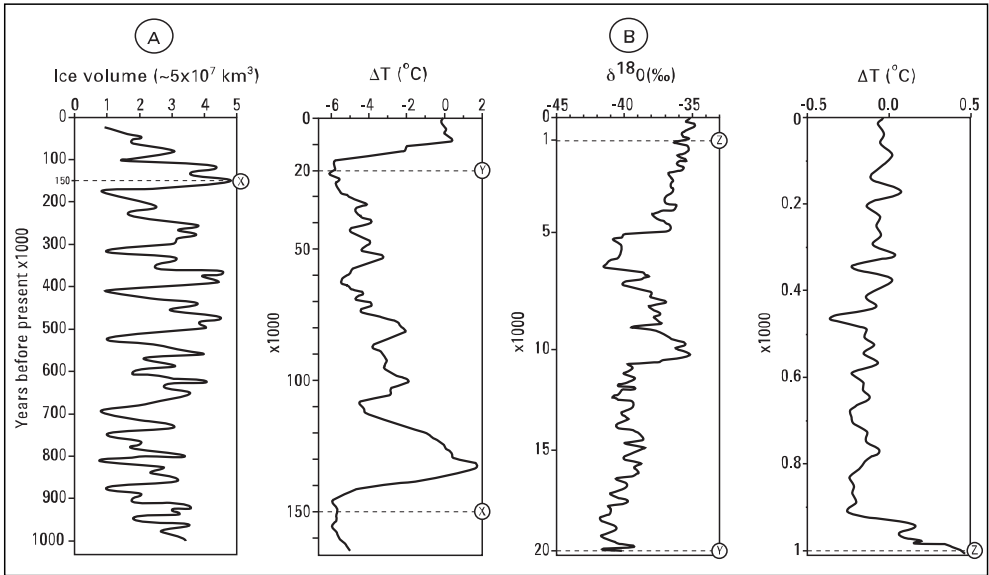 A
B
Ice volume (~5x10⁷ km³)
ΔT (°C)
δ¹⁸0(‰)
ΔT (°C)
0 1 2 3 4 5
-6 -4 -2 0 2
-45 -40 -35
-0.5 0.0 0.5
Years before present x1000
0
100
150
X
200
300
400
500
600
700
800
900
1000
x1000
0
20
Y
50
100
150
X
x1000
0
1
Z
5
10
15
20
Y
x1000
0
0.2
0.4
0.6
0.8
1
Z